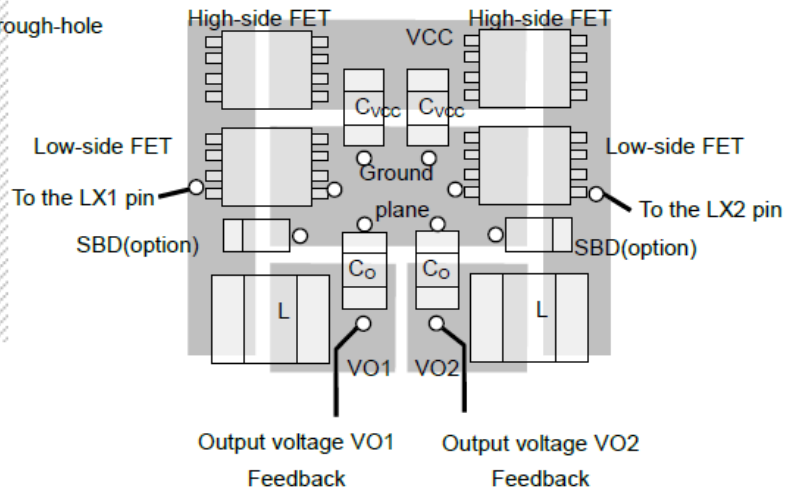 High-side FET
High-side FET
rough-hole
VCC
CVCC
CVCC
Low-side FET
Low-side FET
Ground
plane
To the LX1 pin
To the LX2 pin
SBD(option)
SBD(option)
CO
CO
L
L
VO1
VO2
Output voltage VO1
Feedback
Output voltage VO2
Feedback